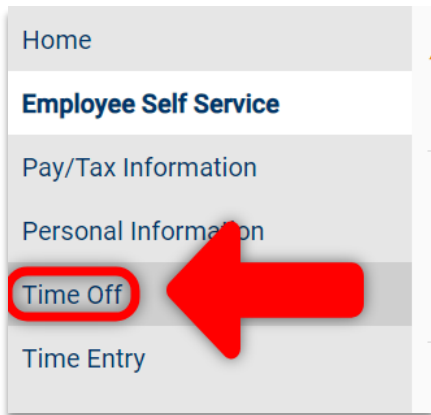 Home
Employee Self Service
Pay/Tax Information
Personal Information
Time Off
Time Entry